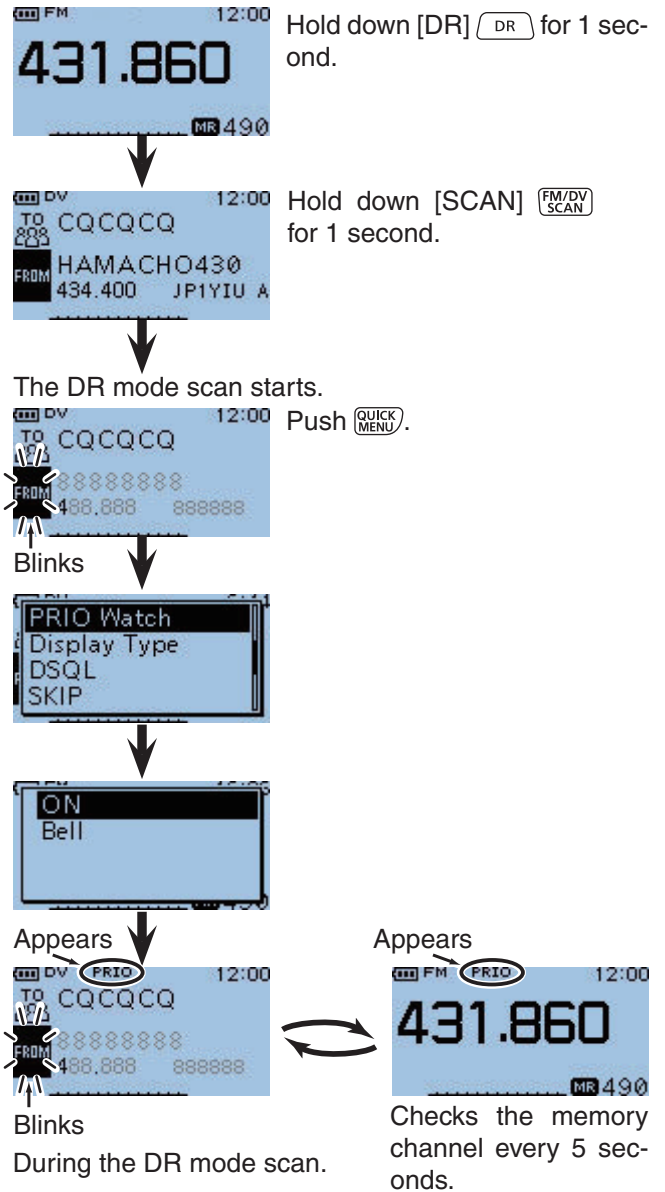 FM 12:00
431.860
MR 490
Hold down [DR] DR for 1 sec-
ond.
DV 12:00
TO CQCQCQ
FROM HAMACHO430
434.400 JP1YIU A
Hold down [SCAN] FM/DV SCAN
for 1 second.
The DR mode scan starts.
DV 12:00
TO CQCQCQ
FROM 88888888
488.888 888888
Blinks
Push QUICK MENU.
PRIO Watch
Display Type
DSQL
SKIP
ON
Bell
Appears
DV PRIO 12:00
TO CQCQCQ
FROM 88888888
488.888 888888
Blinks
During the DR mode scan.
Appears
FM PRIO 12:00
431.860
MR 490
Checks the memory
channel every 5 sec-
onds.